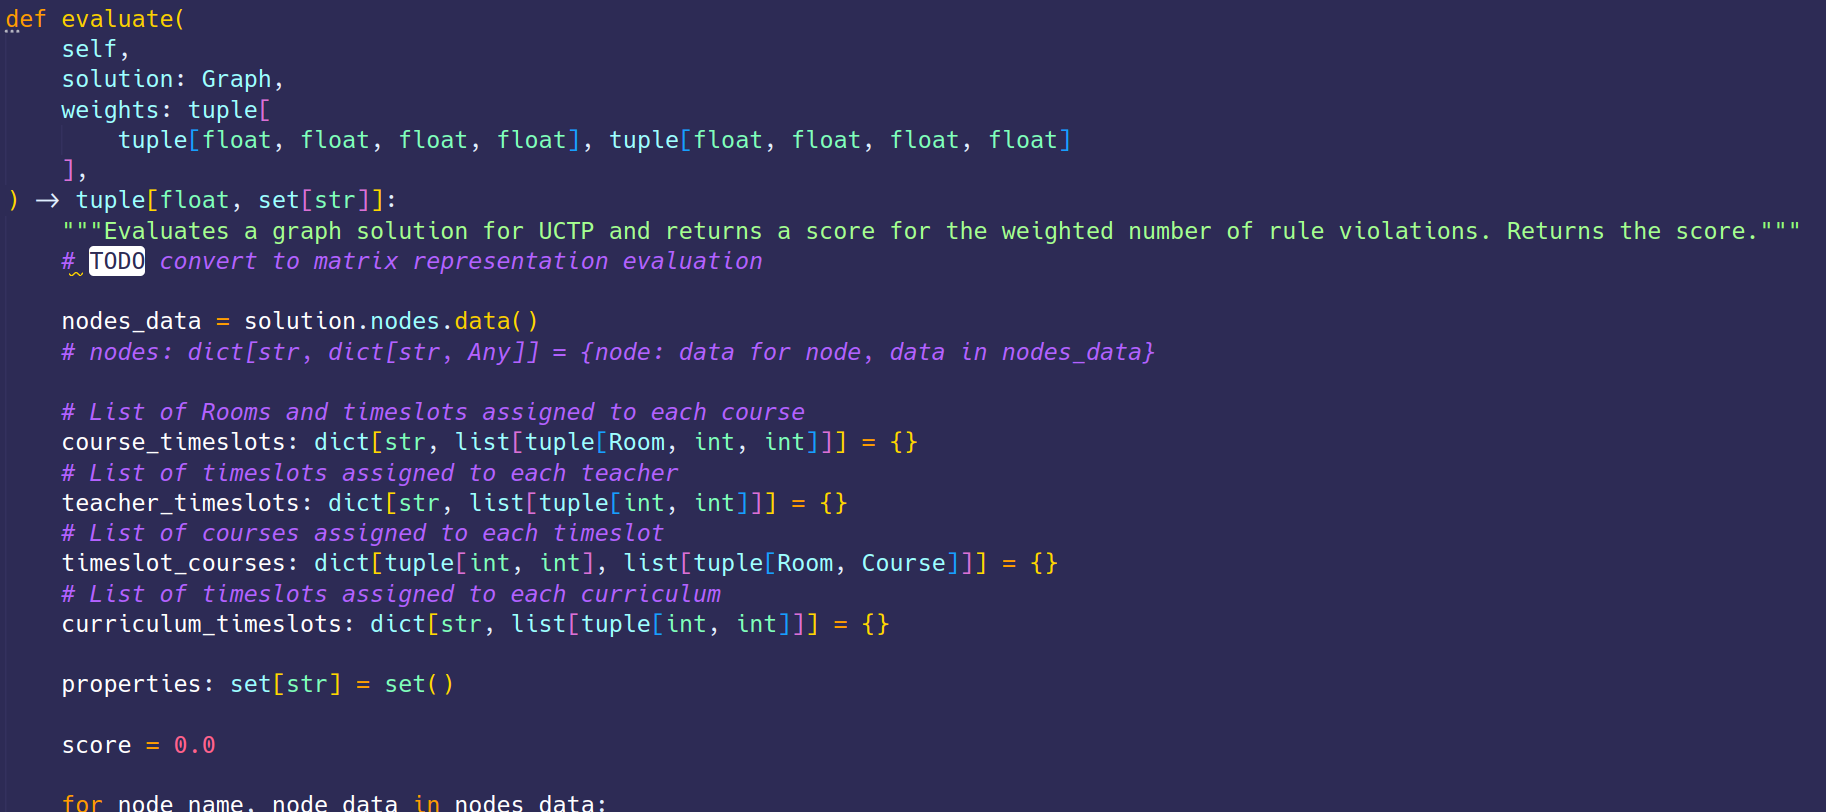 def evaluate(
    self,
    solution: Graph,
    weights: tuple[
        tuple[float, float, float, float], tuple[float, float, float, float]
    ],
) → tuple[float, set[str]]:
    """Evaluates a graph solution for UCTP and returns a score for the weighted number of rule violations. Returns the score."""
    # TODO convert to matrix representation evaluation

    nodes_data = solution.nodes.data()
    # nodes: dict[str, dict[str, Any]] = {node: data for node, data in nodes_data}

    # List of Rooms and timeslots assigned to each course
    course_timeslots: dict[str, list[tuple[Room, int, int]]] = {}
    # List of timeslots assigned to each teacher
    teacher_timeslots: dict[str, list[tuple[int, int]]] = {}
    # List of courses assigned to each timeslot
    timeslot_courses: dict[tuple[int, int], list[tuple[Room, Course]]] = {}
    # List of timeslots assigned to each curriculum
    curriculum_timeslots: dict[str, list[tuple[int, int]]] = {}

    properties: set[str] = set()

    score = 0.0

    for node_name, node_data in nodes_data: